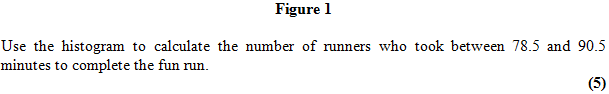 Figure 1
Use the histogram to calculate the number of runners who took between 78.5 and 90.5
minutes to complete the fun run.
(5)